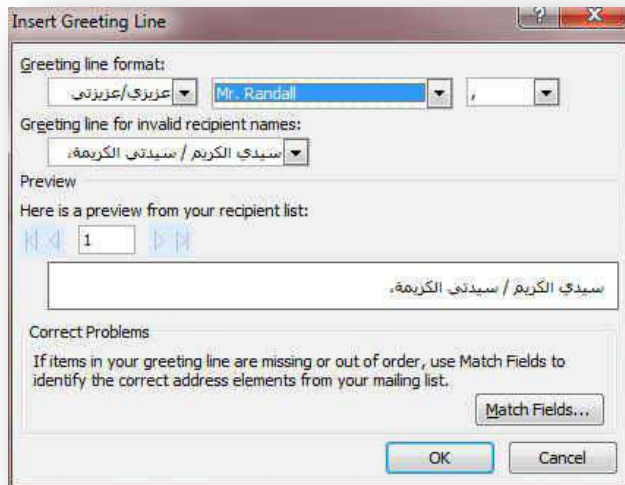 Insert Greeting Line
Greeting line format:
عزيزي/عزيزتي Mr. Randall ,
Greeting line for invalid recipient names:
سيدي الكريم / سيدتي الكريمة،
Preview
Here is a preview from your recipient list:
1
سيدي الكريم / سيدتي الكريمة،
Correct Problems
If items in your greeting line are missing or out of order, use Match Fields to
identify the correct address elements from your mailing list.
Match Fields...
OK Cancel